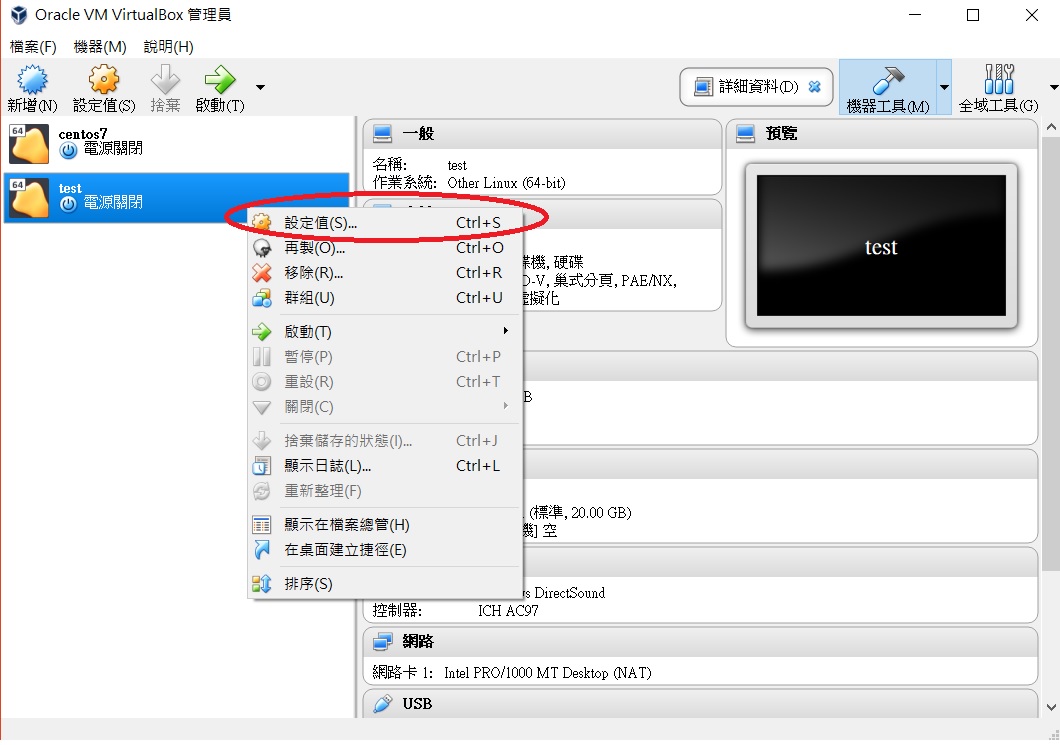 Oracle VM VirtualBox 管理員
檔案(F) 機器(M) 說明(H)
新增(N) 設定值(S) 捨棄 啟動(T) 詳細資料(D) 機器工具(M) 全域工具(G)
64 centos7
電源關閉
64 test
電源關閉
設定值(S)... Ctrl+S
再製(O)... Ctrl+O
移除(R)... Ctrl+R
群組(U) Ctrl+U
啟動(T)
暫停(P) Ctrl+P
重設(R) Ctrl+T
關閉(C)
捨棄儲存的狀態(I)... Ctrl+J
顯示日誌(L)... Ctrl+L
重新整理(F)
顯示在檔案總管(H)
在桌面建立捷徑(E)
排序(S)
一般
名稱: test
作業系統: Other Linux (64-bit)
碟機, 硬碟
D-V, 巢式分頁, PAE/NX,
虛擬化
B
(標準, 20.00 GB)
機] 空
ws DirectSound
控制器: ICH AC97
網路
網路卡 1: Intel PRO/1000 MT Desktop (NAT)
USB
預覽
test